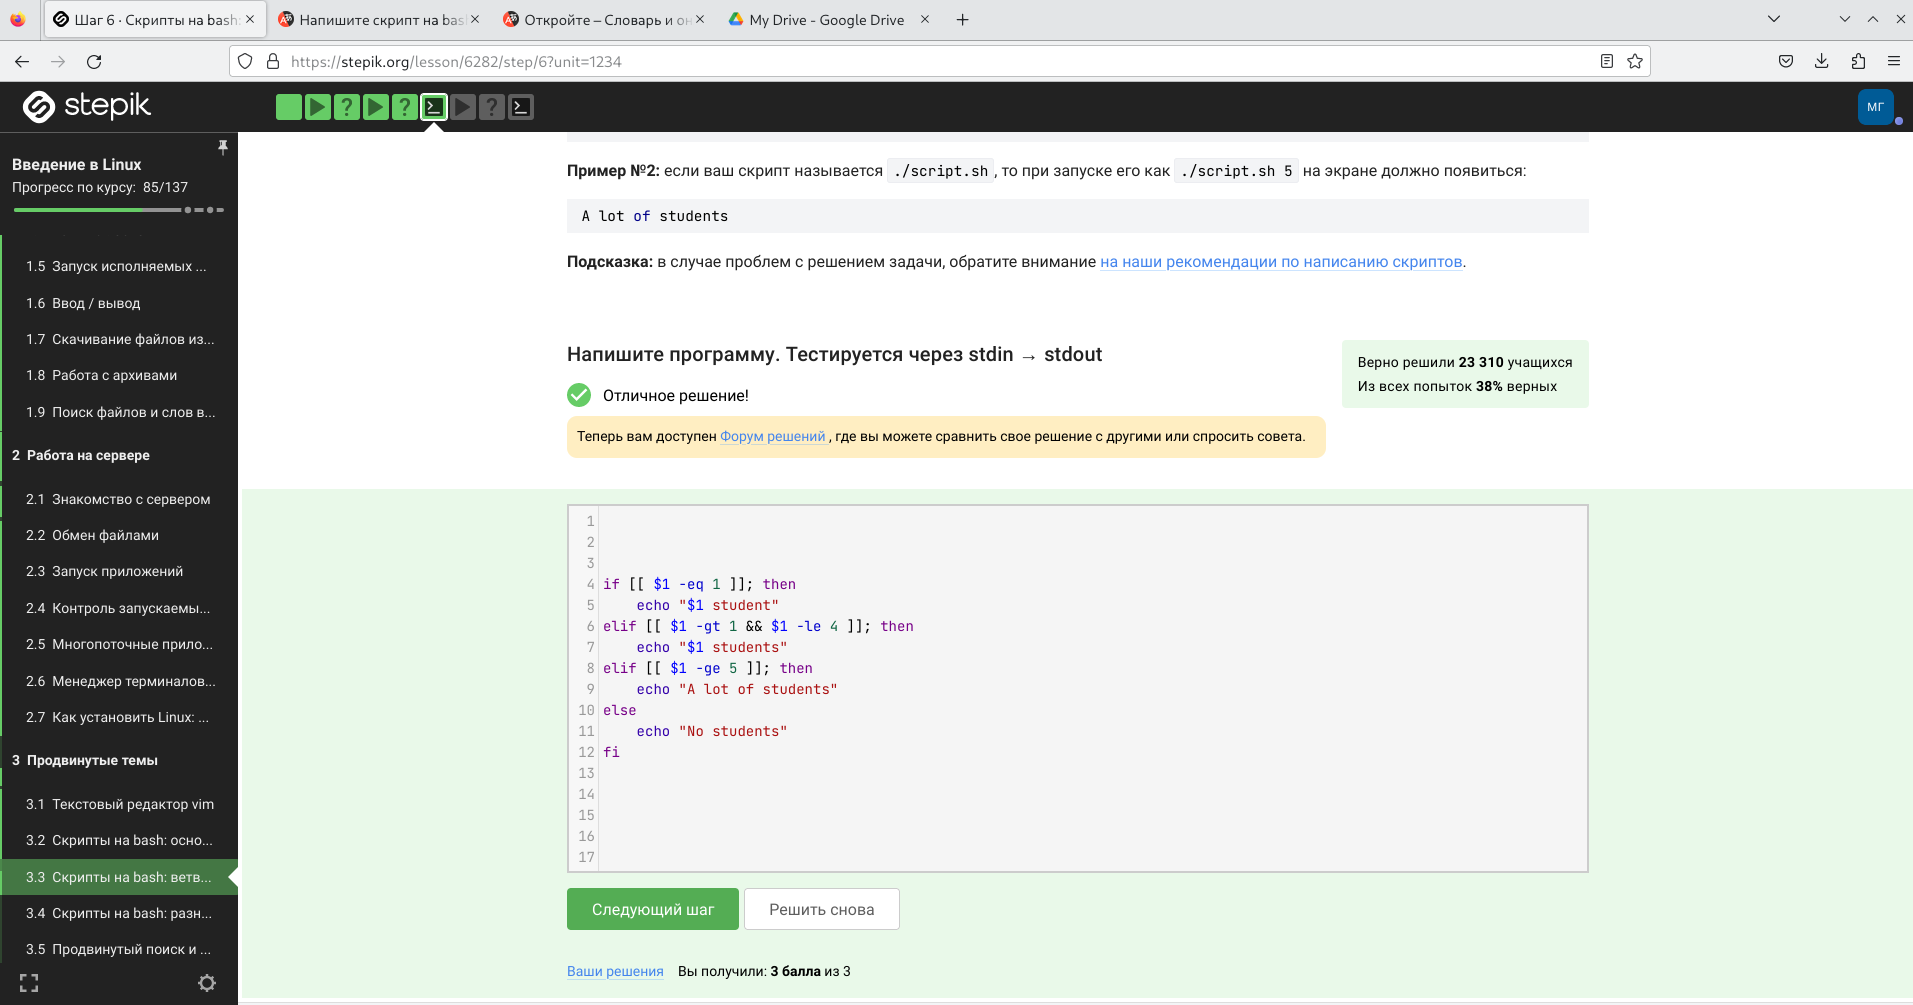 Шаг 6 · Скрипты на bash:
Напишите скрипт на bas
Откройте – Словарь и он
My Drive - Google Drive
https://stepik.org/lesson/6282/step/6?unit=1234
stepik
МГ
Введение в Linux
Прогресс по курсу: 85/137
1.5 Запуск исполняемых ...
1.6 Ввод / вывод
1.7 Скачивание файлов из...
1.8 Работа с архивами
1.9 Поиск файлов и слов в...
2 Работа на сервере
2.1 Знакомство с сервером
2.2 Обмен файлами
2.3 Запуск приложений
2.4 Контроль запускаемы...
2.5 Многопоточные прило...
2.6 Менеджер терминалов...
2.7 Как установить Linux: ...
3 Продвинутые темы
3.1 Текстовый редактор vim
3.2 Скрипты на bash: осно...
3.3 Скрипты на bash: ветв...
3.4 Скрипты на bash: разн...
3.5 Продвинутый поиск и ...
Пример №2: если ваш скрипт называется ./script.sh, то при запуске его как ./script.sh 5 на экране должно появиться:
A lot of students
Подсказка: в случае проблем с решением задачи, обратите внимание на наши рекомендации по написанию скриптов.
Напишите программу. Тестируется через stdin → stdout
Верно решили 23 310 учащихся
Из всех попыток 38% верных
Отличное решение!
Теперь вам доступен Форум решений , где вы можете сравнить свое решение с другими или спросить совета.
1
2
3
4 if [[ $1 -eq 1 ]]; then
5     echo "$1 student"
6 elif [[ $1 -gt 1 && $1 -le 4 ]]; then
7     echo "$1 students"
8 elif [[ $1 -ge 5 ]]; then
9     echo "A lot of students"
10 else
11     echo "No students"
12 fi
13
14
15
16
17
Следующий шаг
Решить снова
Ваши решения Вы получили: 3 балла из 3